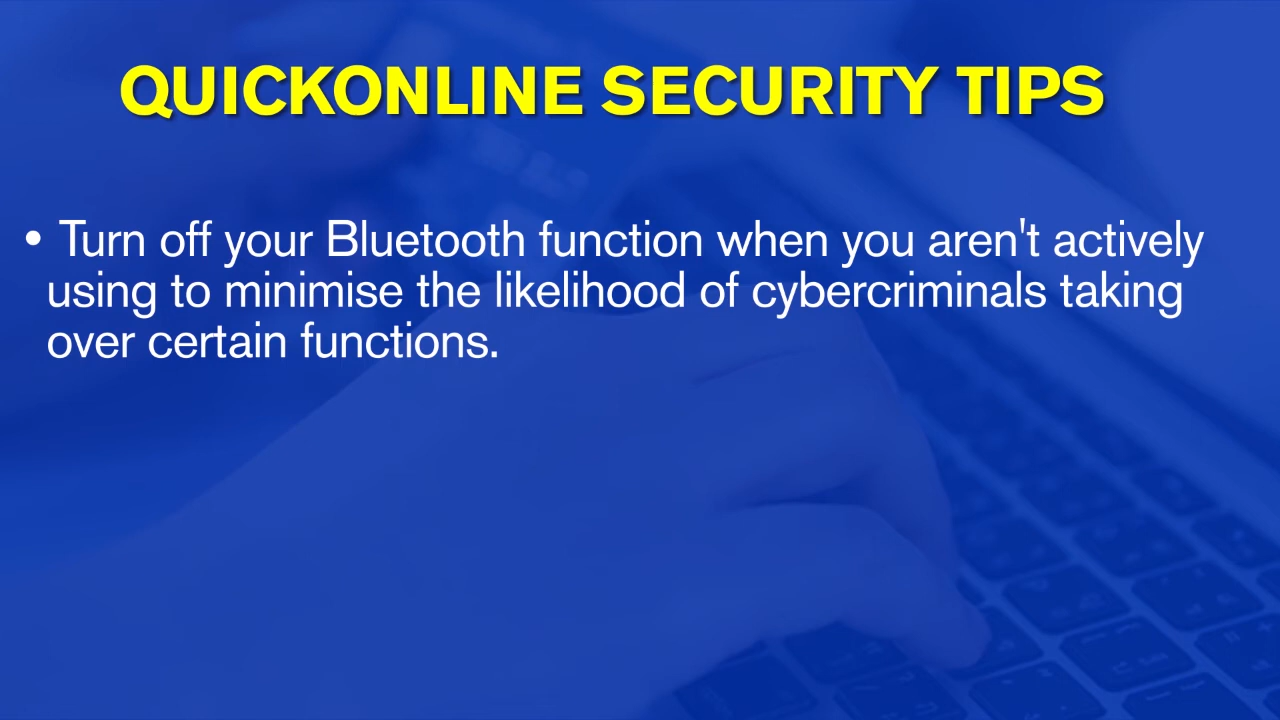 QUICKONLINE SECURITY TIPS
• Turn off your Bluetooth function when you aren't actively
using to minimise the likelihood of cybercriminals taking
over certain functions.